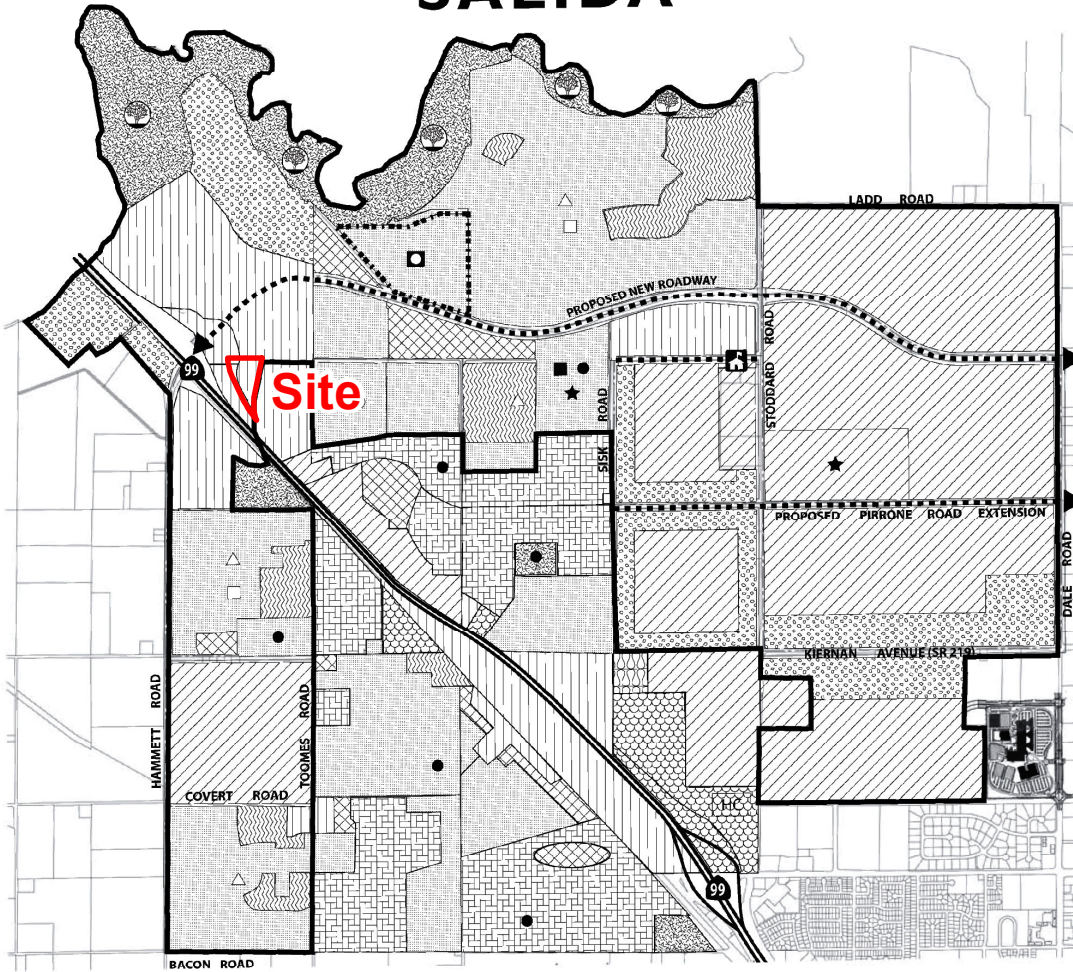 SALIDA
LADD ROAD
PROPOSED NEW ROADWAY
STODDARD ROAD
99
Site
SISK ROAD
PROPOSED PIRRONE ROAD EXTENSION
DALE ROAD
KIERNAN AVENUE (SR 219)
HAMMETT ROAD
TOOMES ROAD
COVERT ROAD
HC
99
BACON ROAD